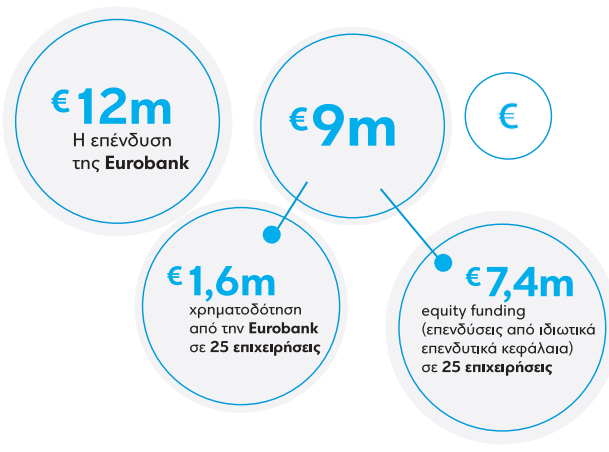 €12m
Η επένδυση
της Eurobank
€9m
€
€1,6m
χρηματοδότηση
από την Eurobank
σε 25 επιχειρήσεις
€7,4m
equity funding
(επενδύσεις από ιδιωτικά
επενδυτικά κεφάλαια)
σε 25 επιχειρήσεις